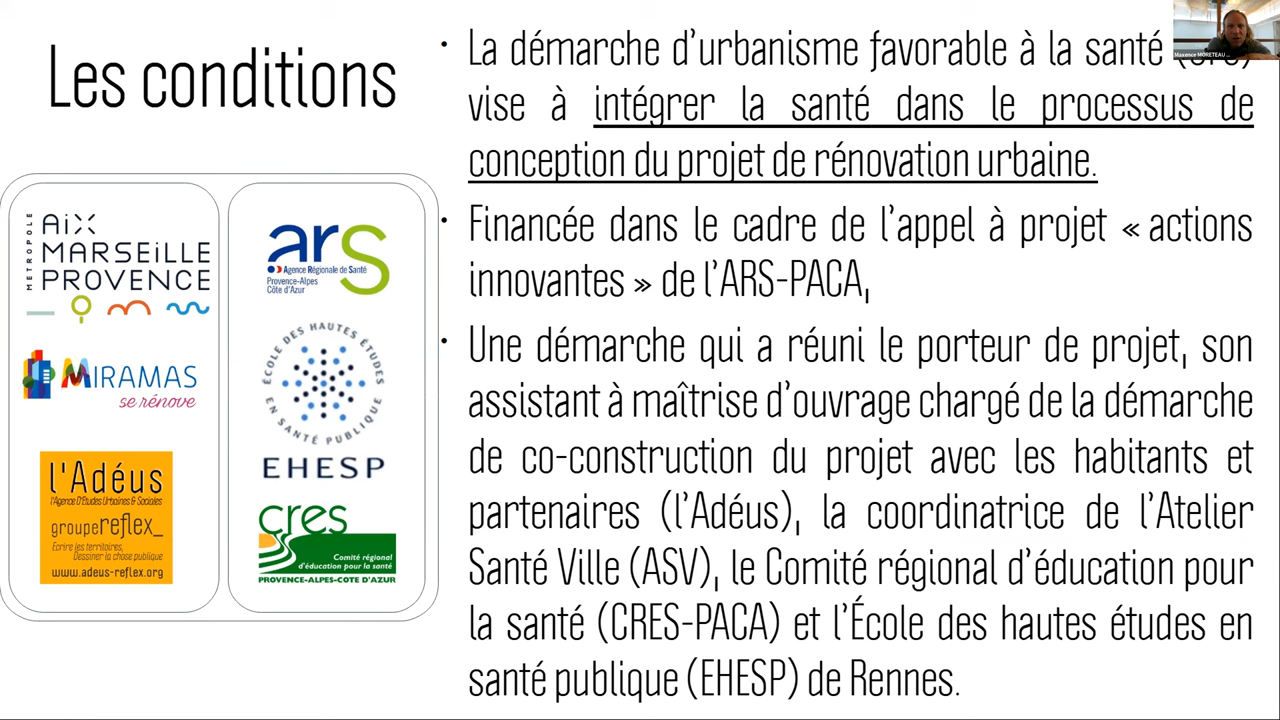 Les conditions
MÉTROPOLE
AIX
MARSEILLE
PROVENCE
MIRAMAS
se rénove
l'Adéus
l'Agence D'Etudes Urbaines & Sociales
groupereflex_
Ecrire les territoires,
Dessiner la chose publique
www.adeus-reflex.org
ars
Agence Régionale de Santé
Provence-Alpes
Côte d'Azur
ÉCOLE DES HAUTES ÉTUDES
EN SANTÉ PUBLIQUE
EHESP
cres
Comité régional
d'éducation pour la santé
PROVENCE-ALPES-COTE D'AZUR
• La démarche d'urbanisme favorable à la santé
vise à intégrer la santé dans le processus de
conception du projet de rénovation urbaine.
• Financée dans le cadre de l'appel à projet « actions
innovantes » de l'ARS-PACA,
• Une démarche qui a réuni le porteur de projet, son
assistant à maîtrise d'ouvrage chargé de la démarche
de co-construction du projet avec les habitants et
partenaires (l'Adéus), la coordinatrice de l'Atelier
Santé Ville (ASV), le Comité régional d'éducation pour
la santé (CRES-PACA) et l'École des hautes études en
santé publique (EHESP) de Rennes.
Maxence MORETEAU ...